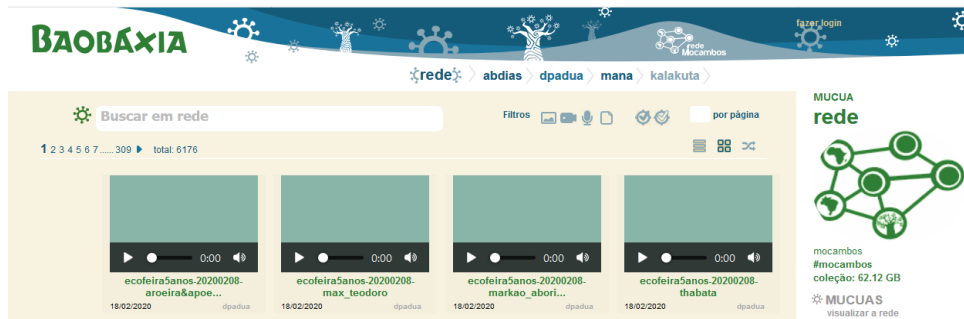 BAOBÁXIA
fazer login
rede
Mocambos
rede abdias dpadua mana kalakuta
MUCUA
rede
Buscar em rede
Filtros
por página
1 2 3 4 5 6 7 ...... 309 total: 6176
0:00 0:00 0:00 0:00
ecofeira5anos-20200208- ecofeira5anos-20200208- ecofeira5anos-20200208- ecofeira5anos-20200208-
aroeira&apoe... max_teodoro markao_abori... thabata
18/02/2020 dpadua 18/02/2020 dpadua 18/02/2020 dpadua 18/02/2020 dpadua
mocambos
#mocambos
coleção: 62.12 GB
MUCUAS
visualizar a rede